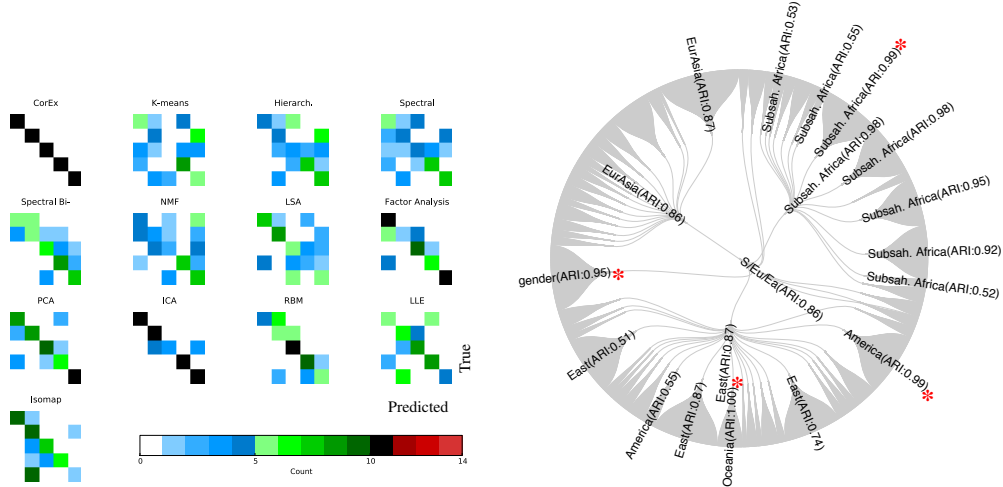 CorEx
K-means
Hierarch.
Spectral
Spectral Bi-
NMF
LSA
Factor Analysis
PCA
ICA
RBM
LLE
True
Predicted
Isomap
0
5
10
14
Count
EurAsia(ARI:0.87)
Subsah. Africa(ARI:0.53)
Subsah. Africa(ARI:0.55)
Subsah. Africa(ARI:0.99)*
Subsah. Africa(ARI:0.98)
Subsah. Africa(ARI:0.98)
EurAsia(ARI:0.86)
Subsah. Africa(ARI:0.95)
Subsah. Africa(ARI:0.92)
Subsah. Africa(ARI:0.52)
gender(ARI:0.95)*
S/Eu/Ea(ARI:0.86)
America(ARI:0.99)*
East(ARI:0.51)
East(ARI:0.87)
America(ARI:0.55)
East(ARI:0.87)
Oceania(ARI:1.00)*
East(ARI:0.74)